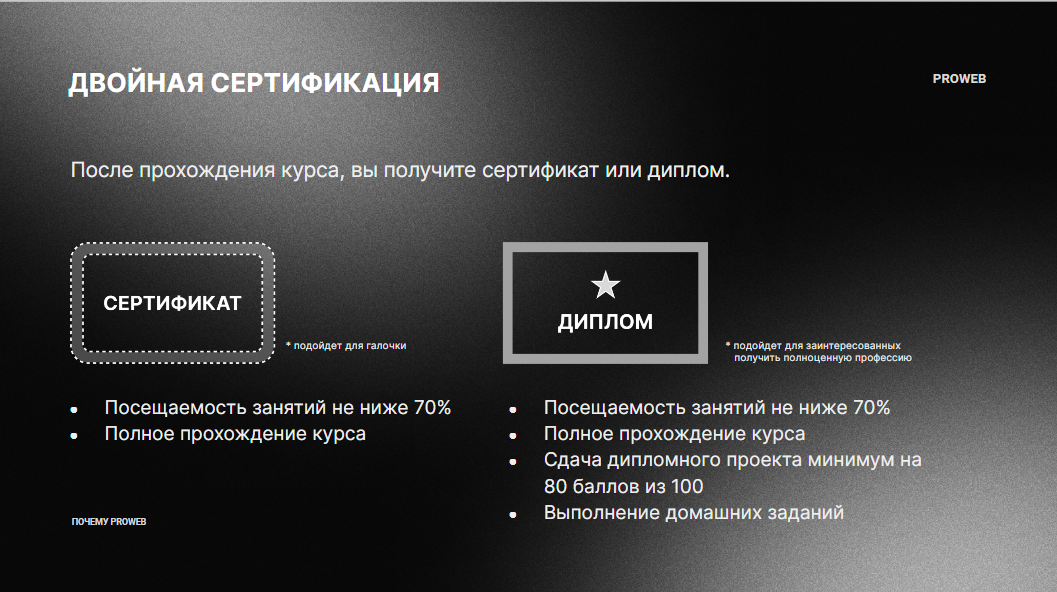 ДВОЙНАЯ СЕРТИФИКАЦИЯ
PROWEB
После прохождения курса, вы получите сертификат или диплом.
СЕРТИФИКАТ
* подойдет для галочки
• Посещаемость занятий не ниже 70%
• Полное прохождение курса
ДИПЛОМ
* подойдет для заинтересованных
получить полноценную профессию
• Посещаемость занятий не ниже 70%
• Полное прохождение курса
• Сдача дипломного проекта минимум на
80 баллов из 100
• Выполнение домашних заданий
ПОЧЕМУ PROWEB